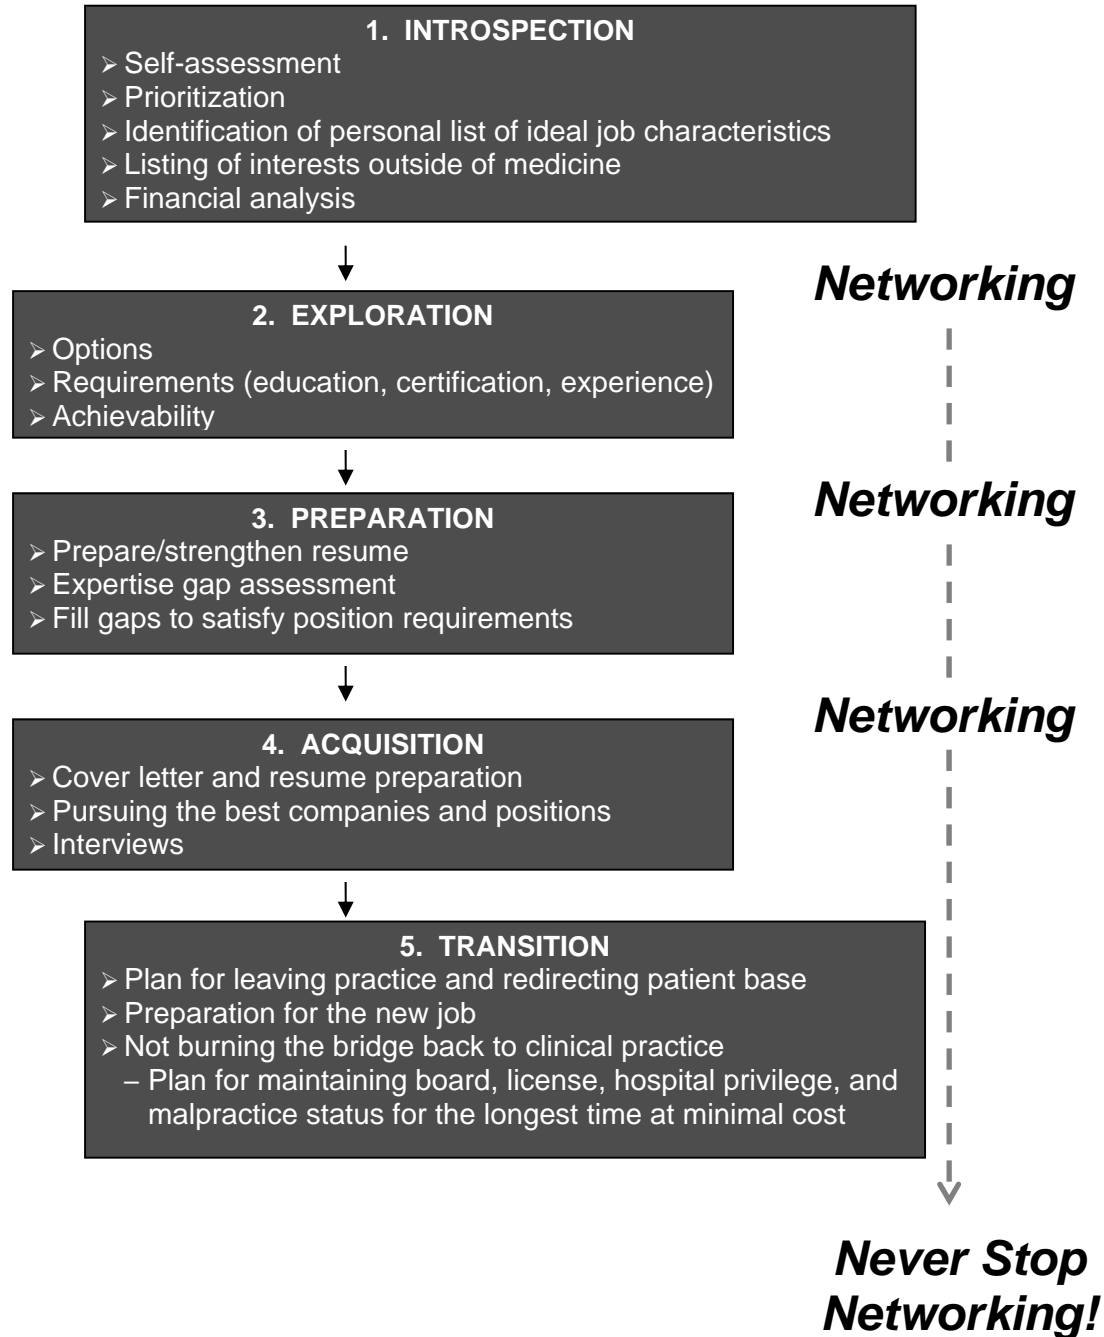 1. INTROSPECTION
➢ Self-assessment
➢ Prioritization
➢ Identification of personal list of ideal job characteristics
➢ Listing of interests outside of medicine
➢ Financial analysis
Networking
2. EXPLORATION
➢ Options
➢ Requirements (education, certification, experience)
➢ Achievability
Networking
3. PREPARATION
➢ Prepare/strengthen resume
➢ Expertise gap assessment
➢ Fill gaps to satisfy position requirements
Networking
4. ACQUISITION
➢ Cover letter and resume preparation
➢ Pursuing the best companies and positions
➢ Interviews
5. TRANSITION
➢ Plan for leaving practice and redirecting patient base
➢ Preparation for the new job
➢ Not burning the bridge back to clinical practice
– Plan for maintaining board, license, hospital privilege, and
malpractice status for the longest time at minimal cost
Never Stop
Networking!